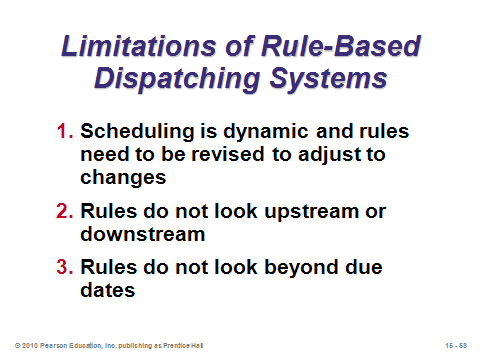 Limitations of Rule-Based
Dispatching Systems
1. Scheduling is dynamic and rules
need to be revised to adjust to
changes
2. Rules do not look upstream or
downstream
3. Rules do not look beyond due
dates
© 2010 Pearson Education, Inc. publishing as Prentice Hall
15 - 58